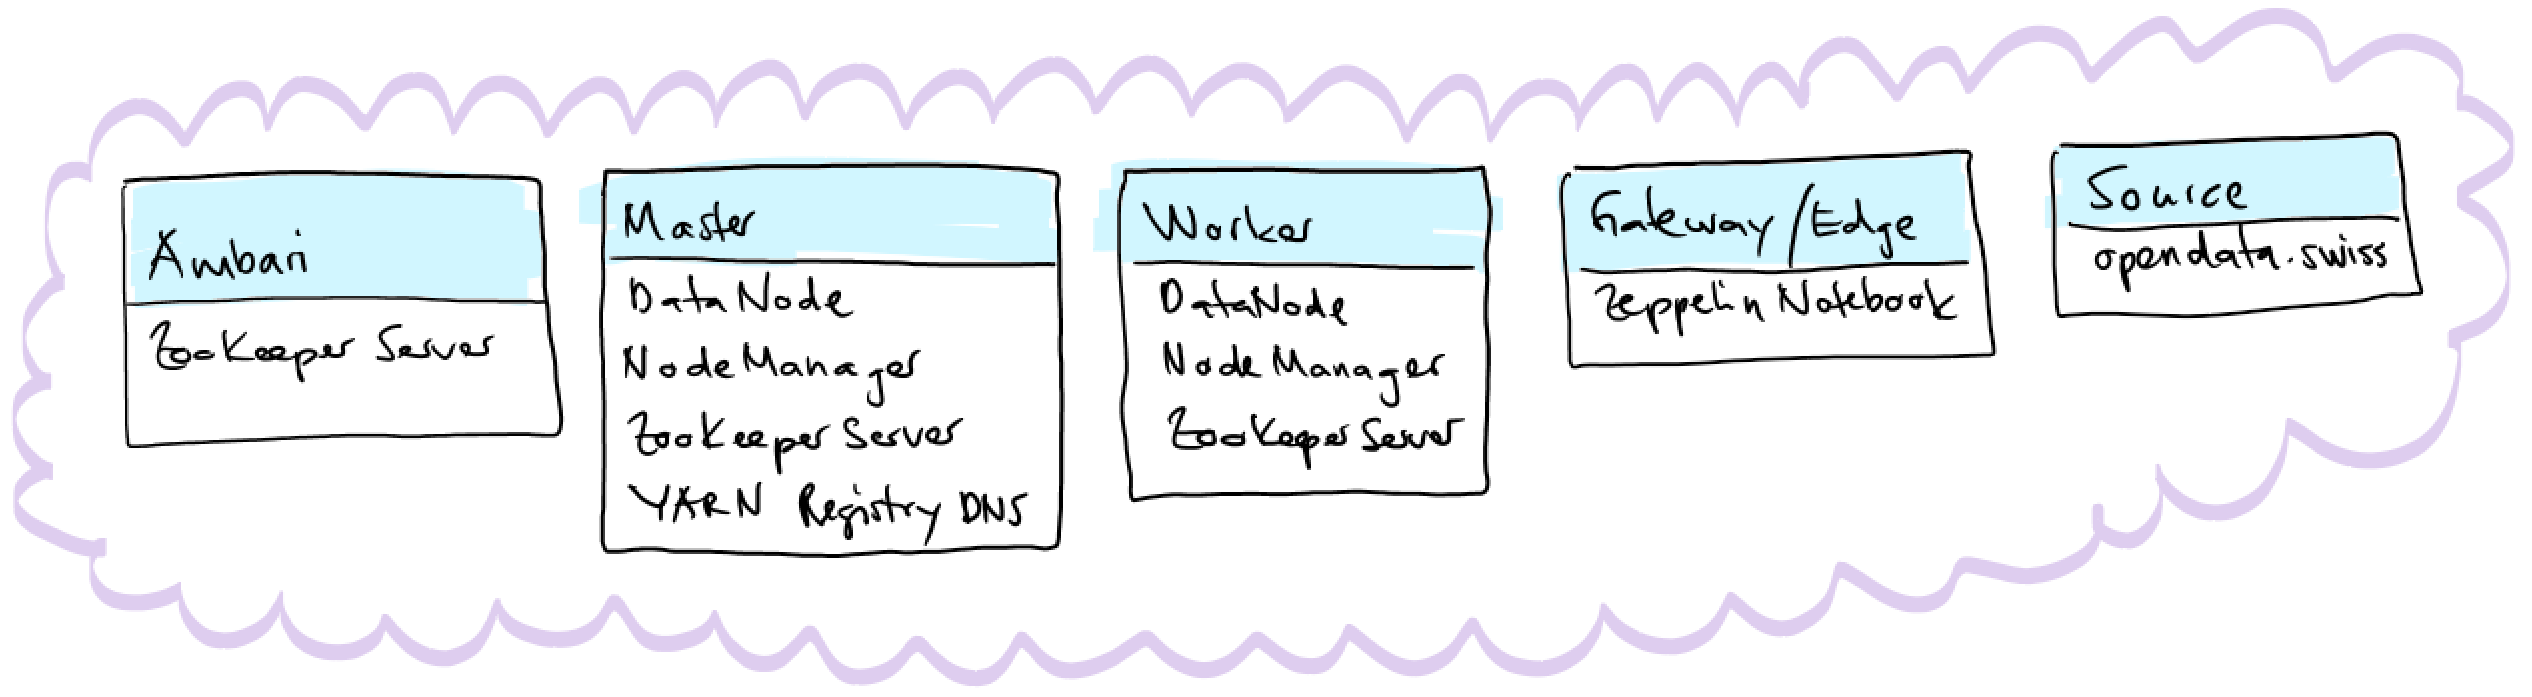 Ambari
ZooKeeper Server
Master
DataNode
NodeManager
ZooKeeper Server
YARN Registry DNS
Worker
DataNode
NodeManager
ZooKeeper Server
Gateway/Edge
Zeppelin Notebook
Source
opendata.swiss